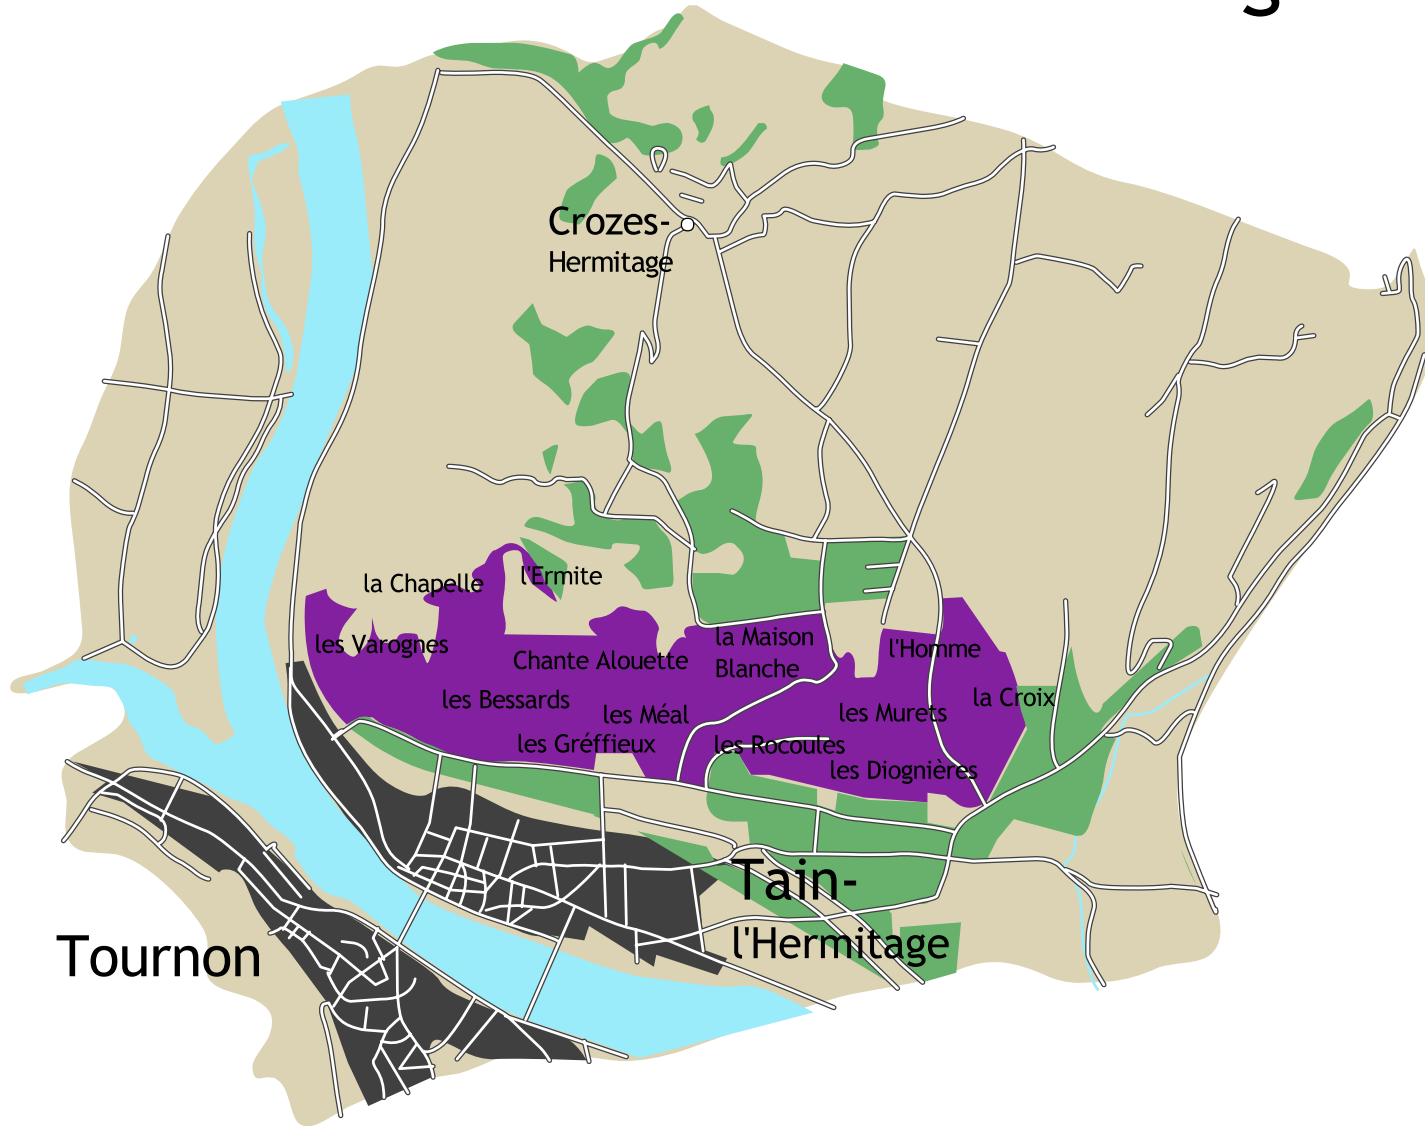 Crozes-
Hermitage
la Chapelle
l'Ermite
les Varognes
Chante Alouette
la Maison
Blanche
l'Homme
les Bessards
les Méal
les Murets
la Croix
les Gréffieux
les Rocoules
les Diognières
Tain-
l'Hermitage
Tournon